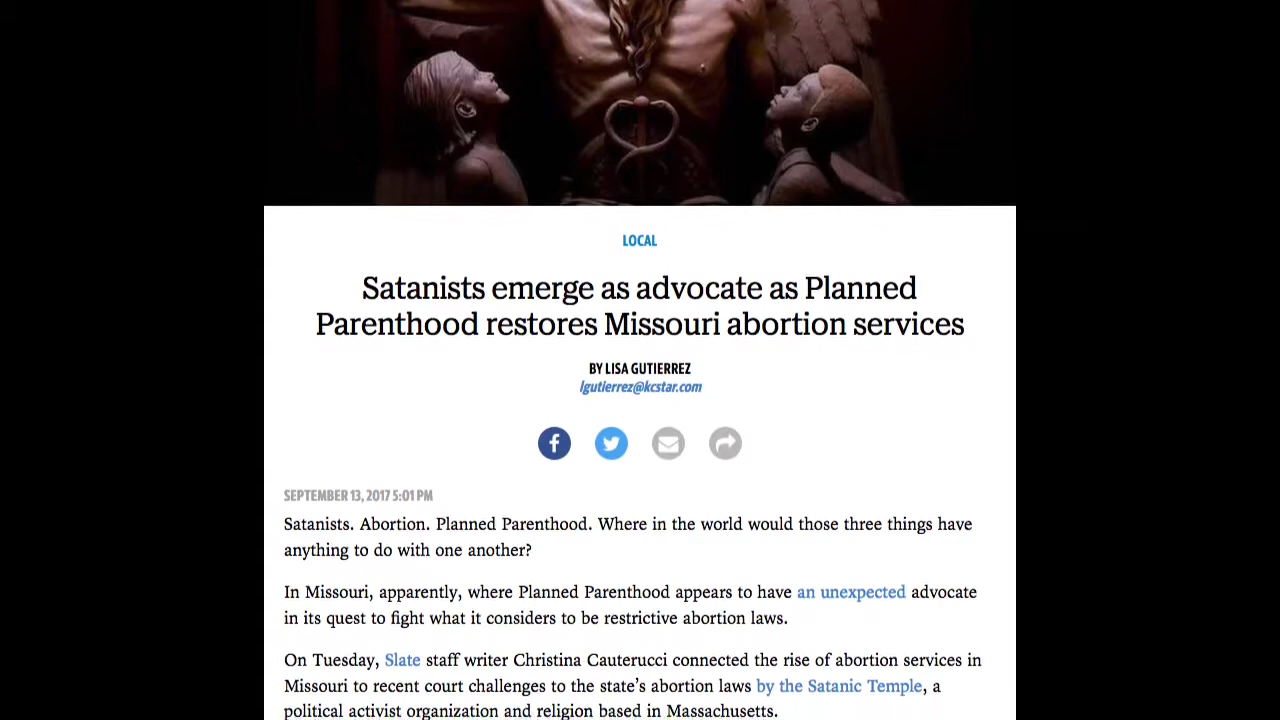 LOCAL
Satanists emerge as advocate as Planned
Parenthood restores Missouri abortion services
BY LISA GUTIERREZ
lgutierrez@kcstar.com
SEPTEMBER 13, 2017 5:01 PM
Satanists. Abortion. Planned Parenthood. Where in the world would those three things have
anything to do with one another?
In Missouri, apparently, where Planned Parenthood appears to have an unexpected advocate
in its quest to fight what it considers to be restrictive abortion laws.
On Tuesday, Slate staff writer Christina Cauterucci connected the rise of abortion services in
Missouri to recent court challenges to the state's abortion laws by the Satanic Temple, a
political activist organization and religion based in Massachusetts.